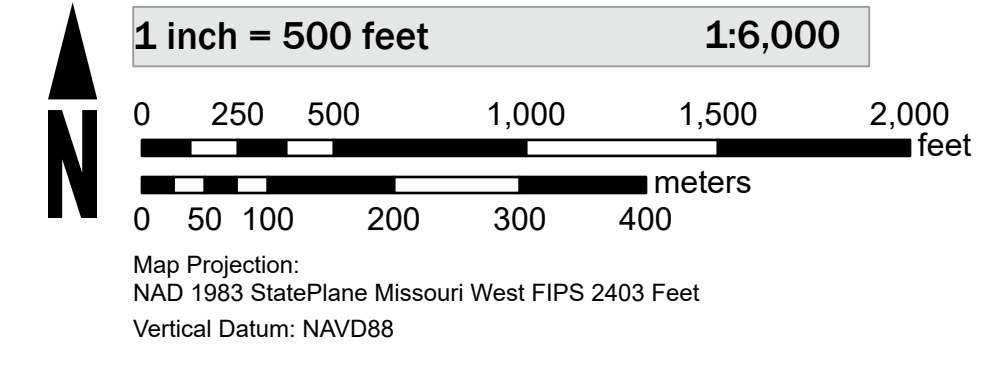 1 inch = 500 feet 1:6,000
0 250 500 1,000 1,500 2,000
feet
meters
0 50 100 200 300 400
N
Map Projection:
NAD 1983 StatePlane Missouri West FIPS 2403 Feet
Vertical Datum: NAVD88